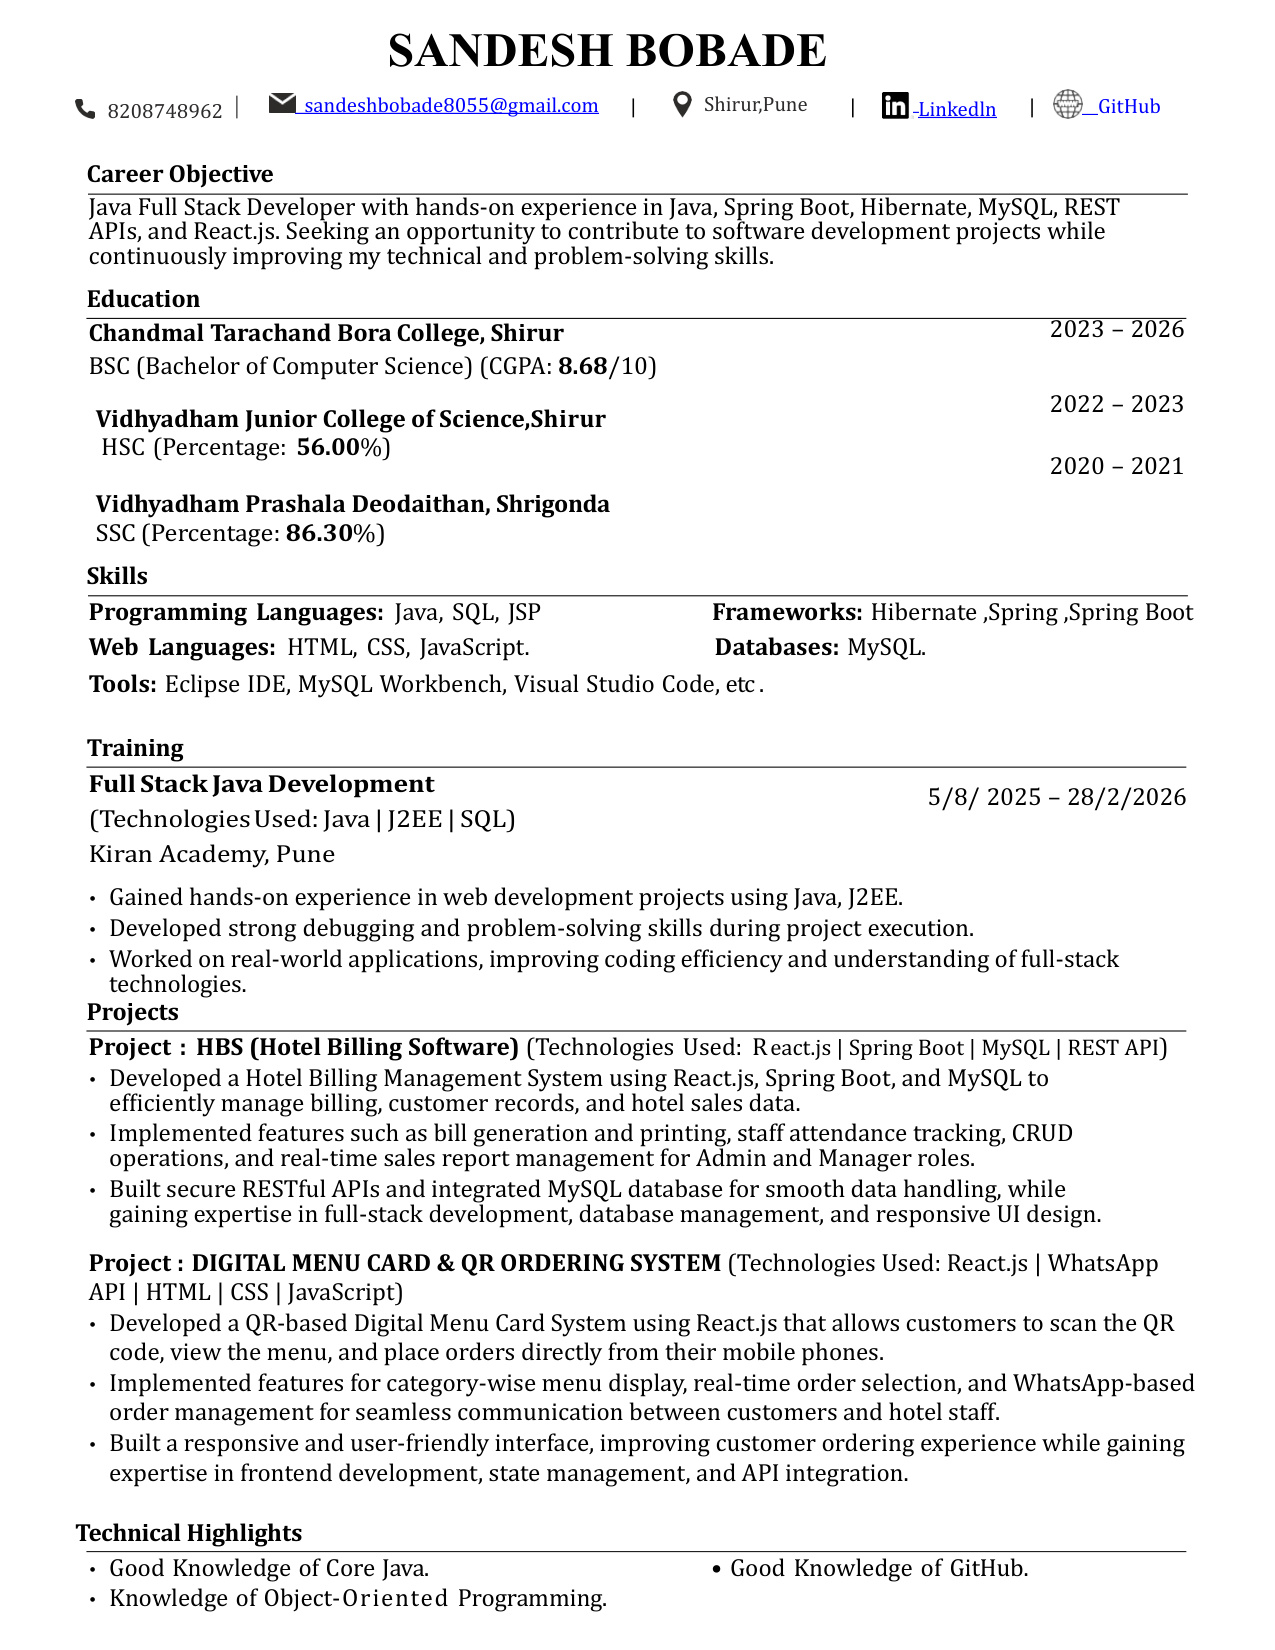 SANDESH BOBADE
8208748962 | sandeshbobade8055@gmail.com | Shirur,Pune | LinkedIn | GitHub
Career Objective
Java Full Stack Developer with hands-on experience in Java, Spring Boot, Hibernate, MySQL, REST
APIs, and React.js. Seeking an opportunity to contribute to software development projects while
continuously improving my technical and problem-solving skills.
Education
Chandmal Tarachand Bora College, Shirur 2023 – 2026
BSC (Bachelor of Computer Science) (CGPA: 8.68/10)
2022 – 2023
Vidhyadham Junior College of Science,Shirur
HSC (Percentage: 56.00%)
2020 – 2021
Vidhyadham Prashala Deodaithan, Shrigonda
SSC (Percentage: 86.30%)
Skills
Programming Languages: Java, SQL, JSP Frameworks: Hibernate ,Spring ,Spring Boot
Web Languages: HTML, CSS, JavaScript. Databases: MySQL.
Tools: Eclipse IDE, MySQL Workbench, Visual Studio Code, etc .
Training
Full Stack Java Development
5/8/ 2025 – 28/2/2026
(Technologies Used: Java | J2EE | SQL)
Kiran Academy, Pune
• Gained hands-on experience in web development projects using Java, J2EE.
• Developed strong debugging and problem-solving skills during project execution.
• Worked on real-world applications, improving coding efficiency and understanding of full-stack
technologies.
Projects
Project : HBS (Hotel Billing Software) (Technologies Used: React.js | Spring Boot | MySQL | REST API)
• Developed a Hotel Billing Management System using React.js, Spring Boot, and MySQL to
efficiently manage billing, customer records, and hotel sales data.
• Implemented features such as bill generation and printing, staff attendance tracking, CRUD
operations, and real-time sales report management for Admin and Manager roles.
• Built secure RESTful APIs and integrated MySQL database for smooth data handling, while
gaining expertise in full-stack development, database management, and responsive UI design.
Project : DIGITAL MENU CARD & QR ORDERING SYSTEM (Technologies Used: React.js | WhatsApp
API | HTML | CSS | JavaScript)
• Developed a QR-based Digital Menu Card System using React.js that allows customers to scan the QR
code, view the menu, and place orders directly from their mobile phones.
• Implemented features for category-wise menu display, real-time order selection, and WhatsApp-based
order management for seamless communication between customers and hotel staff.
• Built a responsive and user-friendly interface, improving customer ordering experience while gaining
expertise in frontend development, state management, and API integration.
Technical Highlights
• Good Knowledge of Core Java. • Good Knowledge of GitHub.
• Knowledge of Object-Oriented Programming.